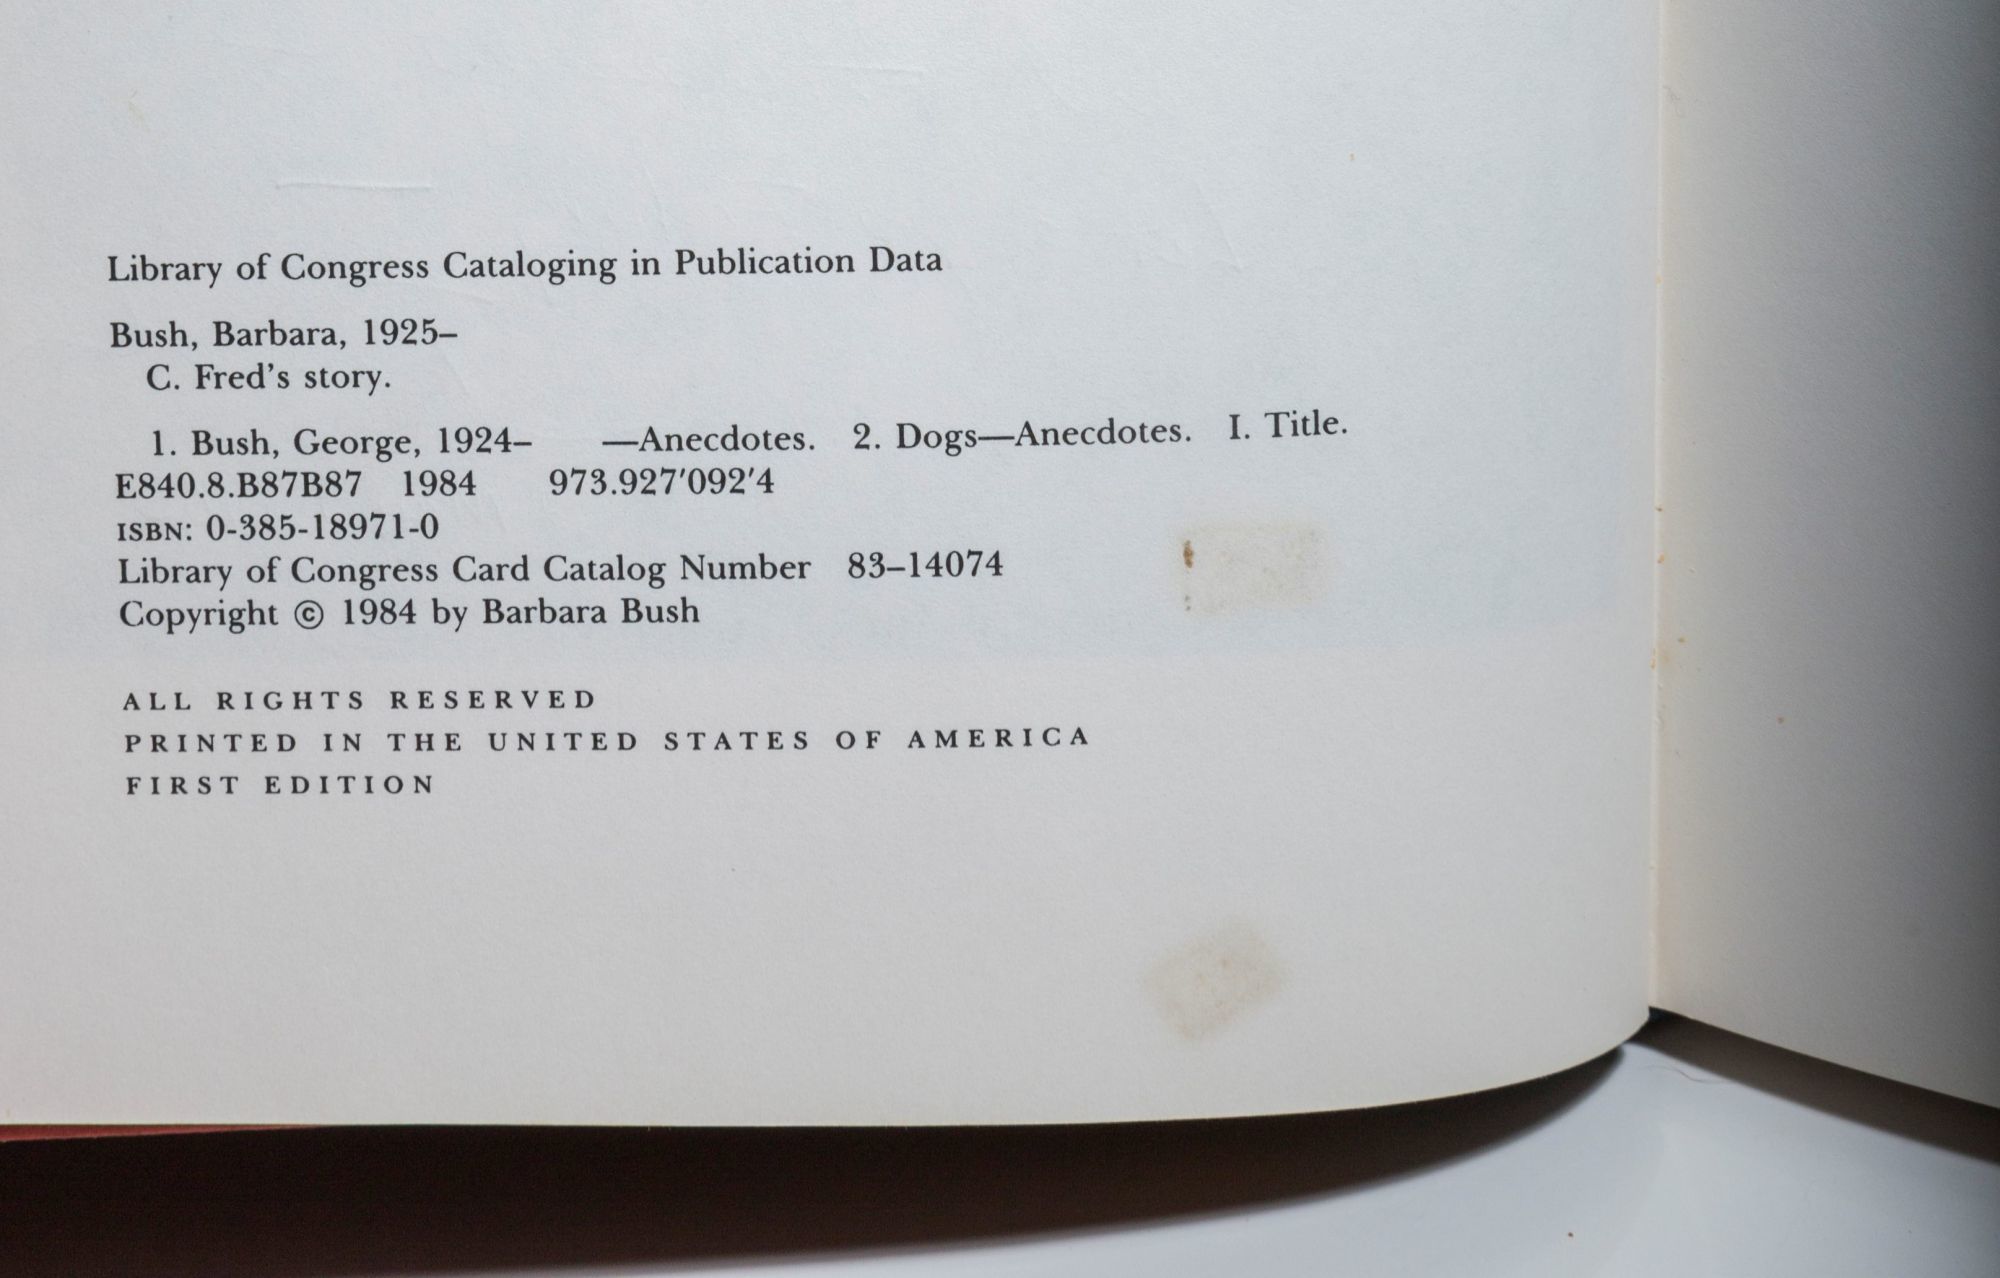 Library of Congress Cataloging in Publication Data
Bush, Barbara, 1925–
C. Fred's story.
1. Bush, George, 1924– —Anecdotes. 2. Dogs—Anecdotes. I. Title.
E840.8.B87B87 1984 973.927′092′4
ISBN: 0-385-18971-0
Library of Congress Card Catalog Number 83–14074
Copyright © 1984 by Barbara Bush
ALL RIGHTS RESERVED
PRINTED IN THE UNITED STATES OF AMERICA
FIRST EDITION